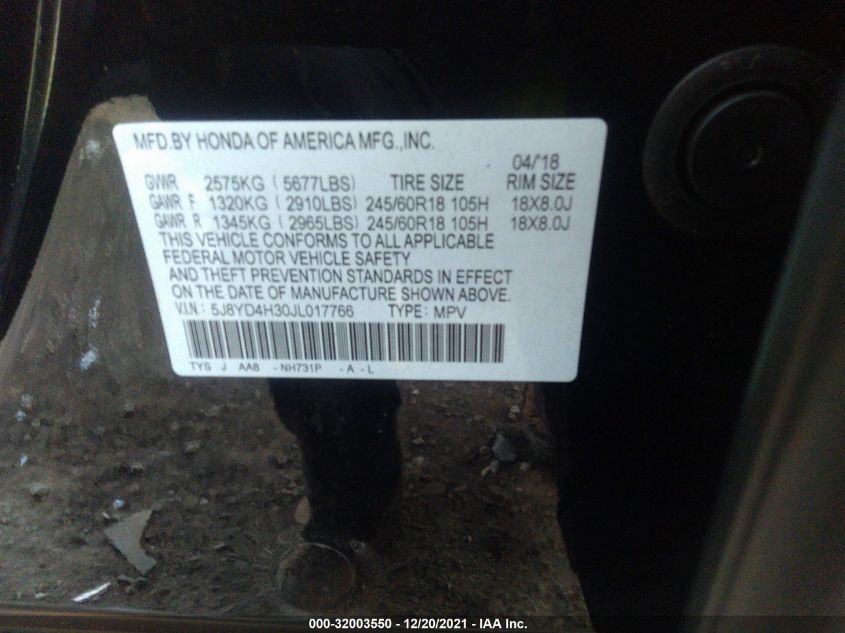 MFD.BY HONDA OF AMERICA MFG.,INC.
04/'18
GVWR 2575KG ( 5677LBS) TIRE SIZE RIM SIZE
GAWR F 1320KG ( 2910LBS) 245/60R18 105H 18X8.0J
GAWR R 1345KG ( 2965LBS) 245/60R18 105H 18X8.0J
THIS VEHICLE CONFORMS TO ALL APPLICABLE
FEDERAL MOTOR VEHICLE SAFETY
AND THEFT PREVENTION STANDARDS IN EFFECT
ON THE DATE OF MANUFACTURE SHOWN ABOVE.
V.I.N.: 5J8YD4H30JL017766 TYPE: MPV
TYS J AA8 - NH731P - A - L
000-32003550 - 12/20/2021 - IAA Inc.